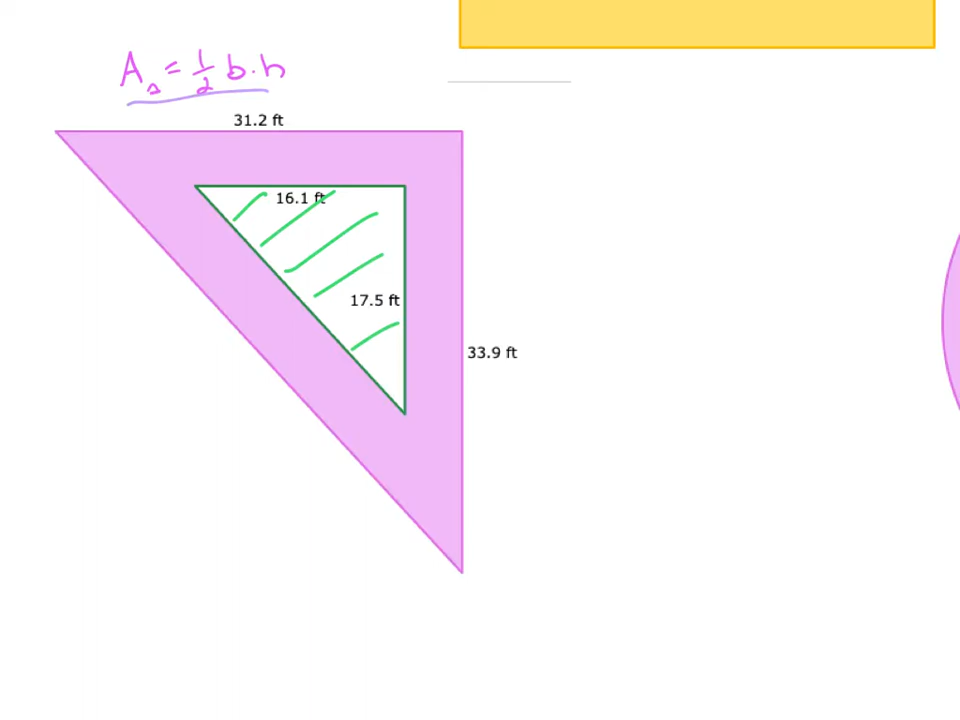 A△ = 1/2 b·h
31.2 ft
16.1 ft
17.5 ft
33.9 ft